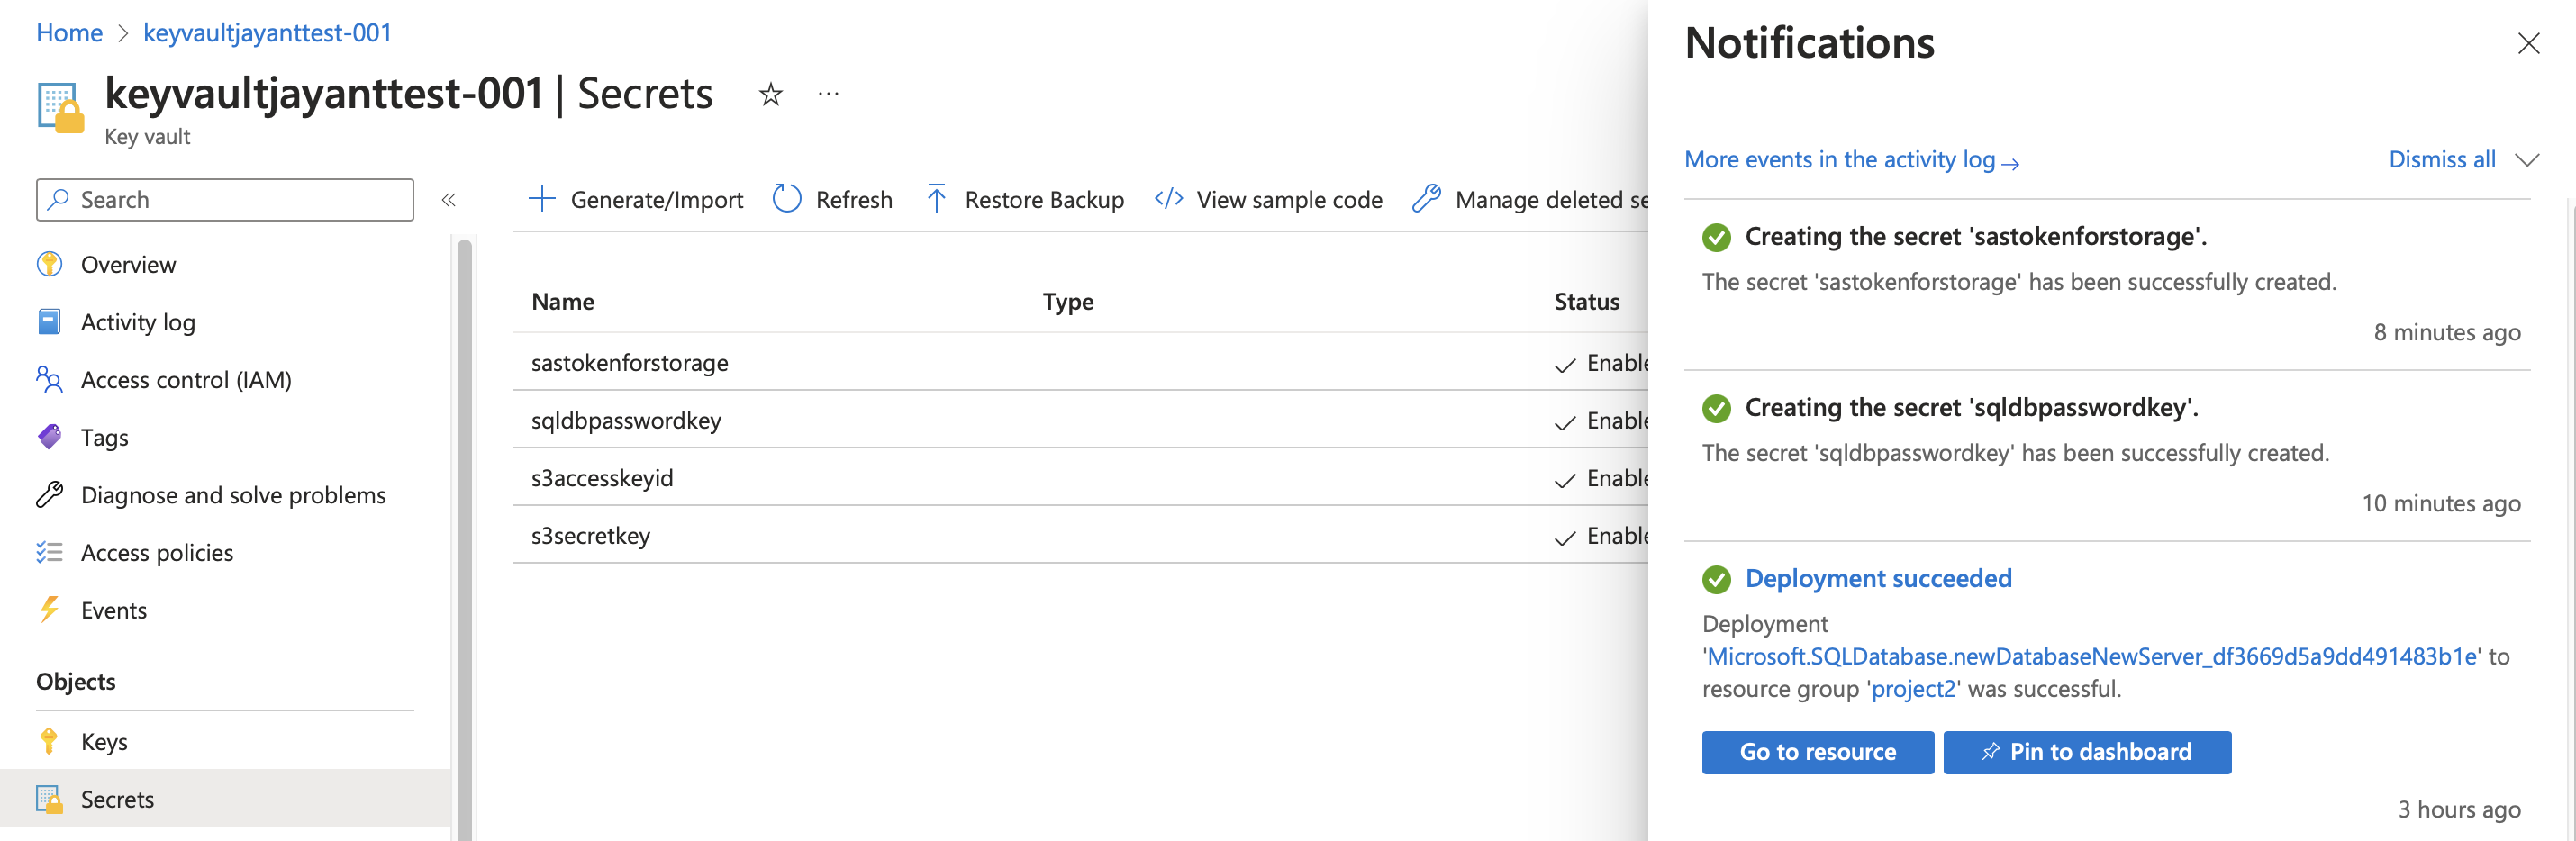 Home > keyvaultjayanttest-001
keyvaultjayanttest-001 | Secrets
Key vault
Search
Overview
Activity log
Access control (IAM)
Tags
Diagnose and solve problems
Access policies
Events
Objects
Keys
Secrets
Generate/Import Refresh Restore Backup View sample code Manage deleted se
Name Type Status
sastokenforstorage Enable
sqldbpasswordkey Enable
s3accesskeyid Enable
s3secretkey Enable
Notifications
More events in the activity log → Dismiss all
Creating the secret 'sastokenforstorage'.
The secret 'sastokenforstorage' has been successfully created.
8 minutes ago
Creating the secret 'sqldbpasswordkey'.
The secret 'sqldbpasswordkey' has been successfully created.
10 minutes ago
Deployment succeeded
Deployment
'Microsoft.SQLDatabase.newDatabaseNewServer_df3669d5a9dd491483b1e' to
resource group 'project2' was successful.
Go to resource Pin to dashboard
3 hours ago